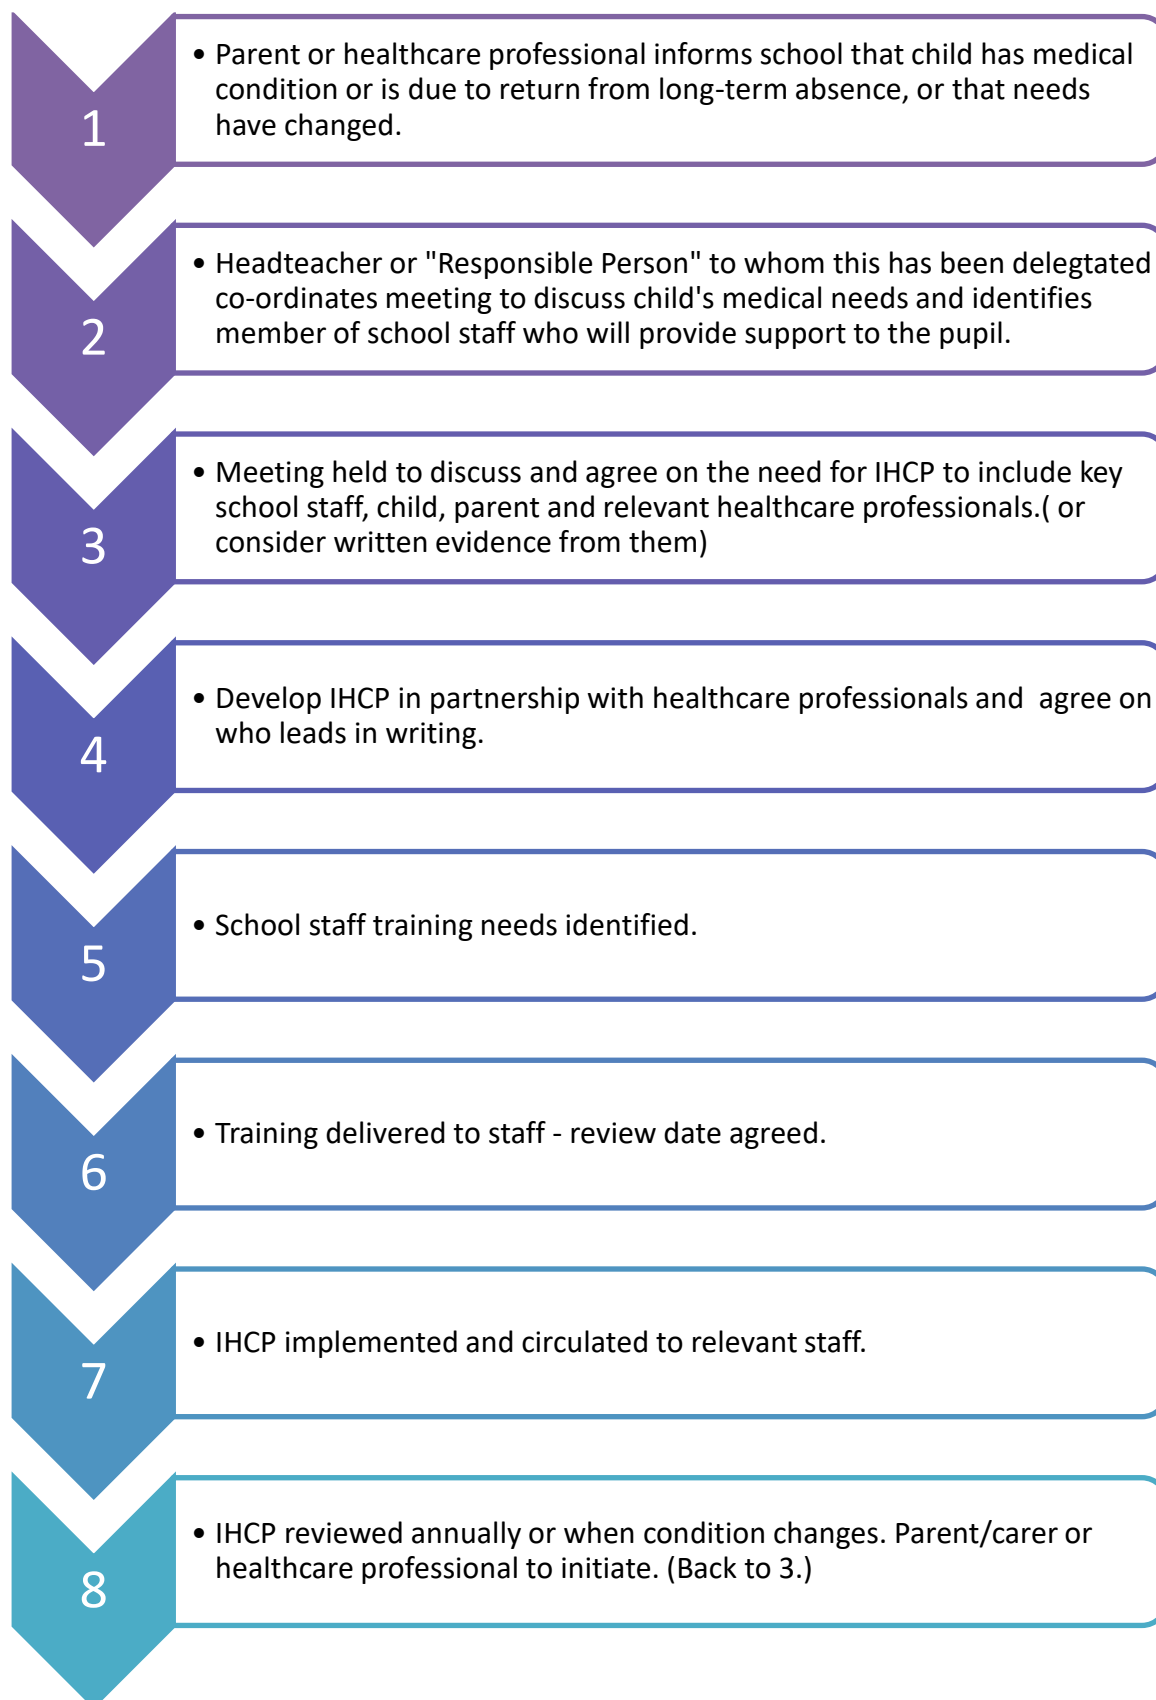 1
• Parent or healthcare professional informs school that child has medical
condition or is due to return from long-term absence, or that needs
have changed.
2
• Headteacher or "Responsible Person" to whom this has been delegtated
co-ordinates meeting to discuss child's medical needs and identifies
member of school staff who will provide support to the pupil.
3
• Meeting held to discuss and agree on the need for IHCP to include key
school staff, child, parent and relevant healthcare professionals.( or
consider written evidence from them)
4
• Develop IHCP in partnership with healthcare professionals and  agree on
who leads in writing.
5
• School staff training needs identified.
6
• Training delivered to staff - review date agreed.
7
• IHCP implemented and circulated to relevant staff.
8
• IHCP reviewed annually or when condition changes. Parent/carer or
healthcare professional to initiate. (Back to 3.)